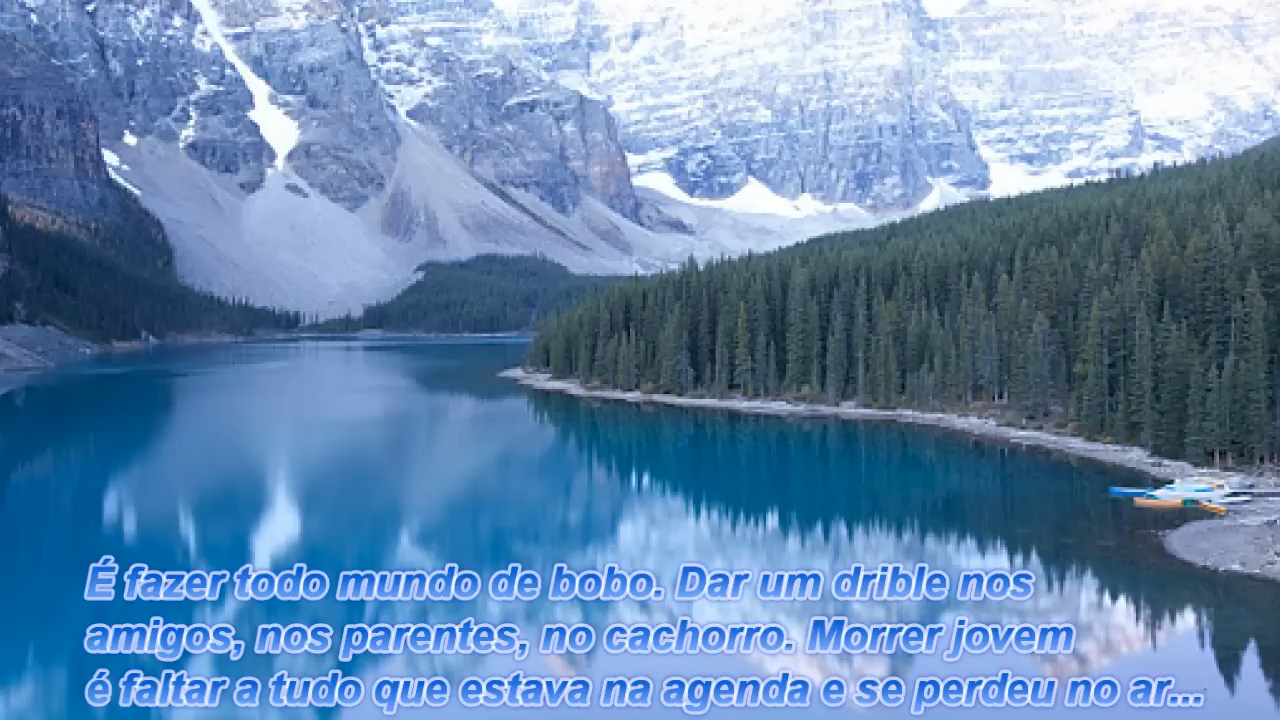 É fazer todo mundo de bobo. Dar um drible nos
amigos, nos parentes, no cachorro. Morrer jovem
é faltar a tudo que estava na agenda e se perdeu no ar...